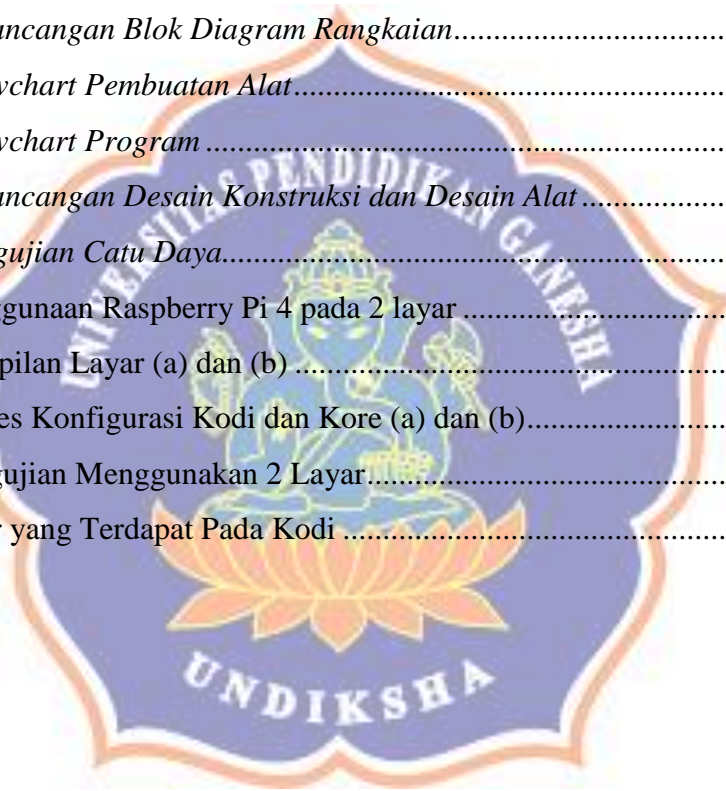 ancangan Blok Diagram Rangkaian
wchart Pembuatan Alat
wchart Program
ancangan Desain Konstruksi dan Desain Alat
gujian Catu Daya
ggunaan Raspberry Pi 4 pada 2 layar
pilan Layar (a) dan (b)
es Konfigurasi Kodi dan Kore (a) dan (b)
gujian Menggunakan 2 Layar
r yang Terdapat Pada Kodi
UNIVERSITAS PENDIDIKAN GANESHA
UNDIKSHA